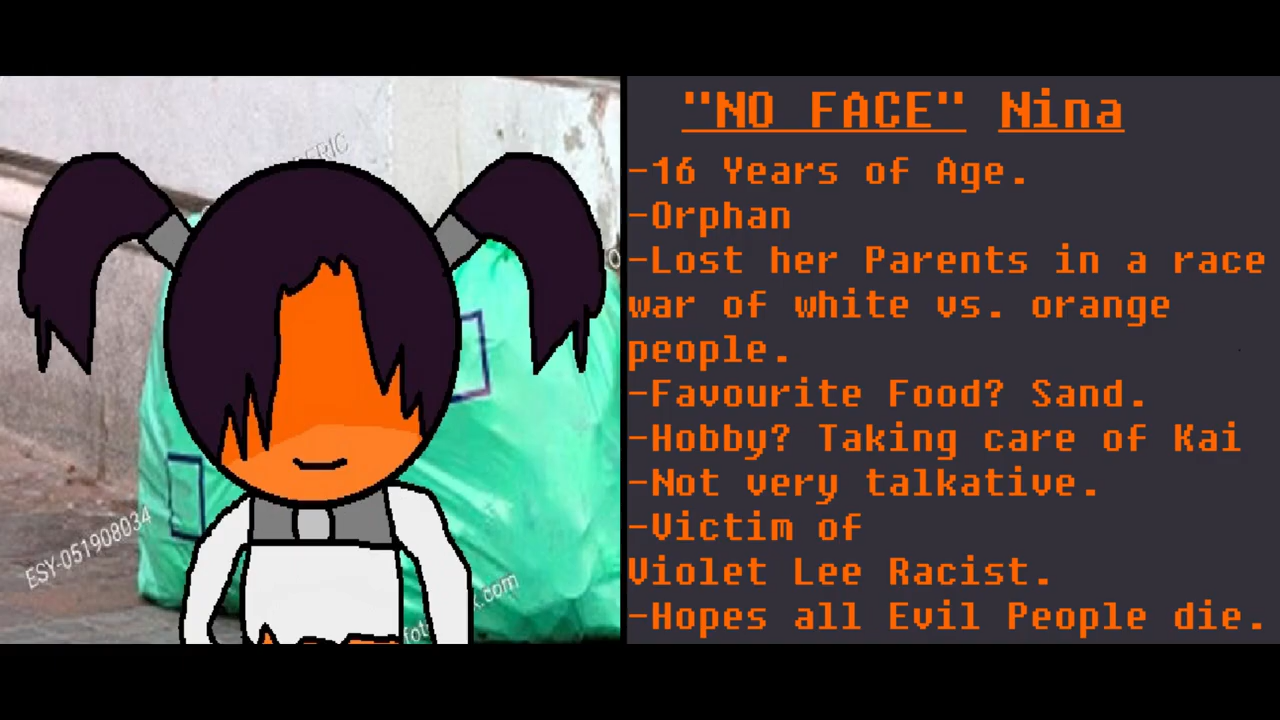 "NO FACE" Nina
-16 Years of Age.
-Orphan
-Lost her Parents in a race
war of white vs. orange
people.
-Favourite Food? Sand.
-Hobby? Taking care of Kai
-Not very talkative.
-Victim of
Violet Lee Racist.
-Hopes all Evil People die.
ESY-051908034